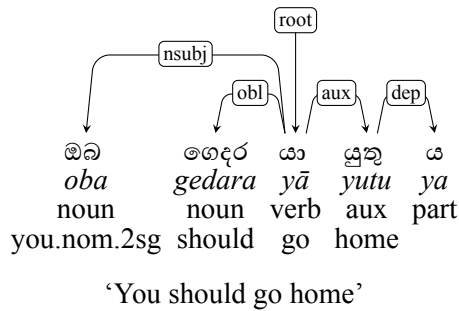 root
nsubj
obl aux dep
ඔබ ගෙදර යා යුතු ය
oba gedara yā yutu ya
noun noun verb aux part
you.nom.2sg should go home
‘You should go home’